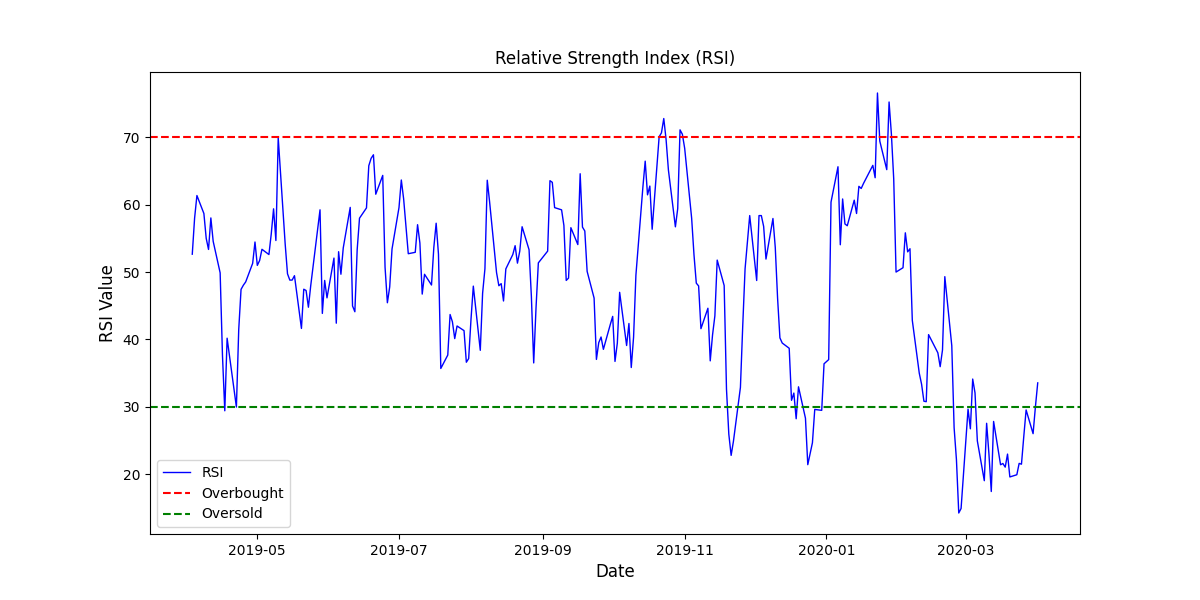 Relative Strength Index (RSI)
RSI Value
70
60
50
40
30
20
RSI
Overbought
Oversold
2019-05
2019-07
2019-09
2019-11
2020-01
2020-03
Date